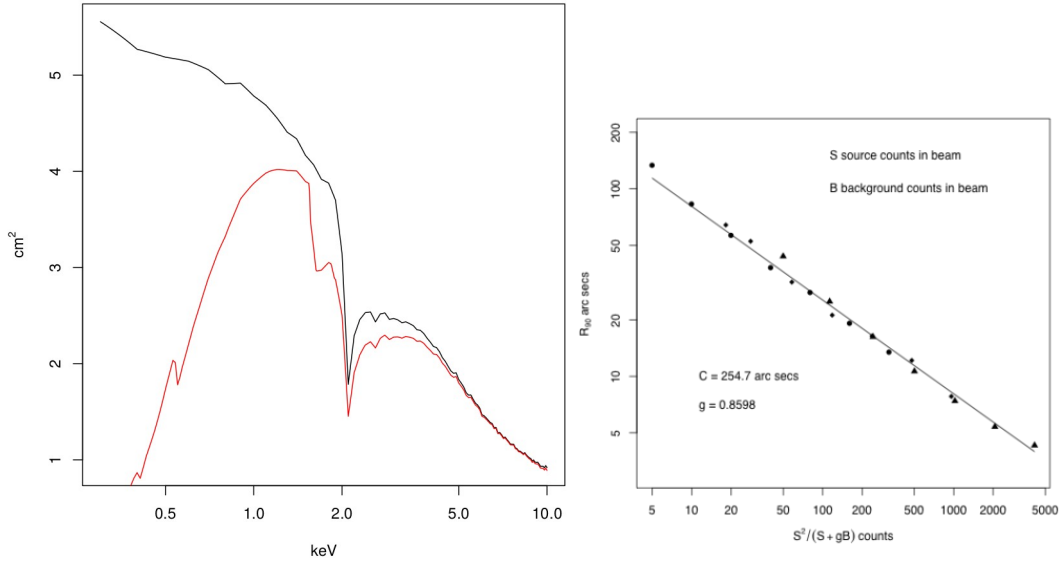 5
4
3
2
1
cm²
0.5 1.0 2.0 5.0 10.0
keV
200
100
50
20
10
5
R₉₀ arc secs
S source counts in beam
B background counts in beam
C = 254.7 arc secs
g = 0.8598
5 10 20 50 100 200 500 1000 2000 5000
S²/(S + gB) counts